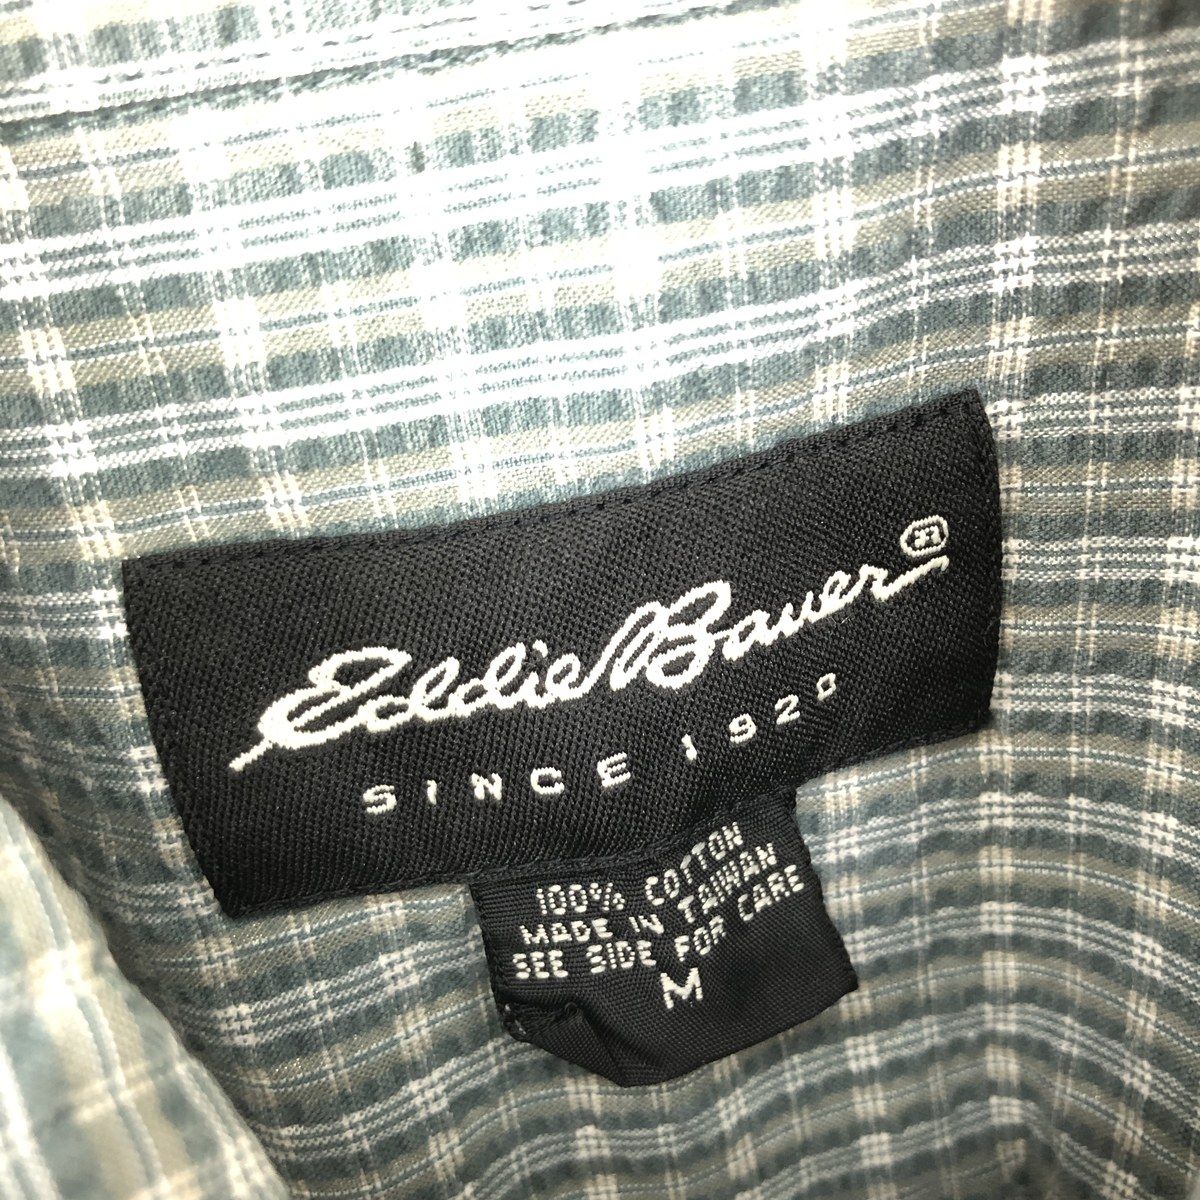 Eddie Bauer®
SINCE 1920
100% COTTON
MADE IN TAIWAN
SEE SIDE FOR CARE
M